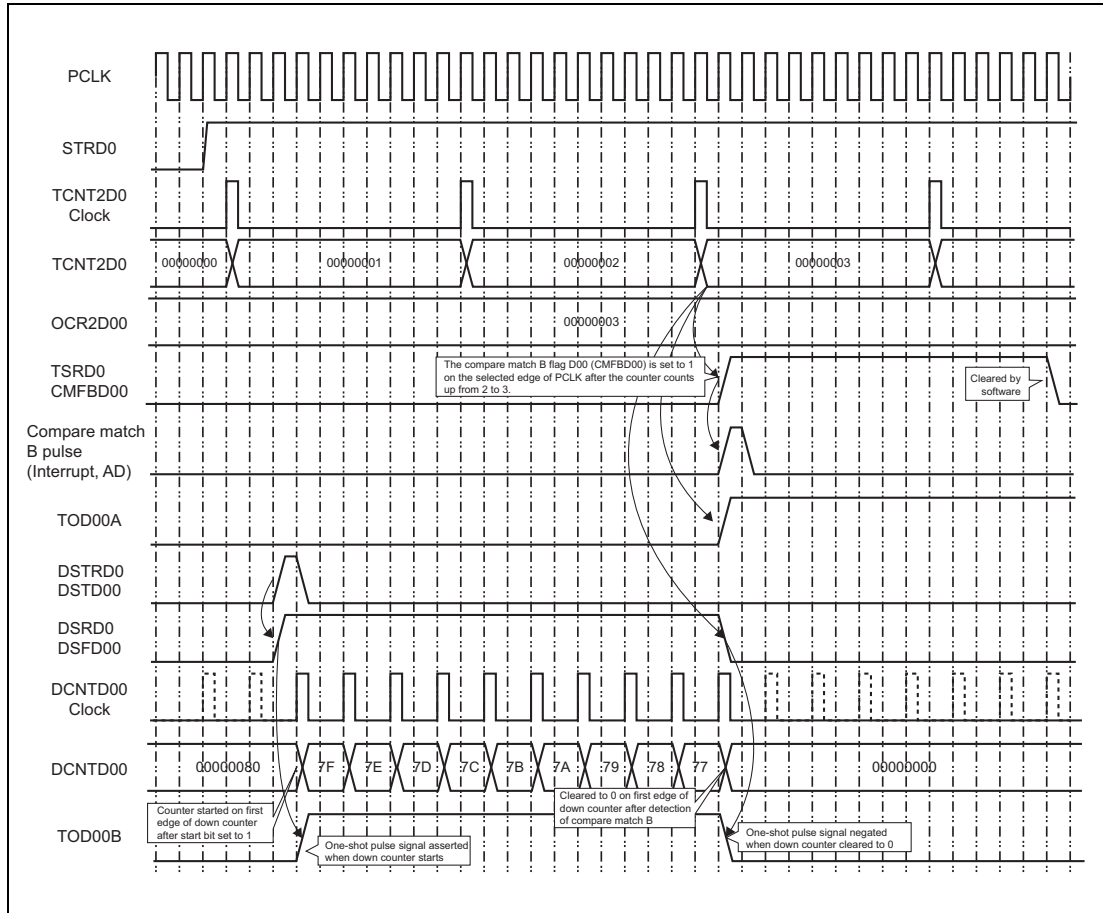 PCLK
STRD0
TCNT2D0
Clock
TCNT2D0
00000000
00000001
00000002
00000003
OCR2D00
00000003
TSRD0
CMFBD00
The compare match B flag D00 (CMFBD00) is set to 1
on the selected edge of PCLK after the counter counts
up from 2 to 3.
Cleared by
software
Compare match
B pulse
(Interrupt, AD)
TOD00A
DSTRD0
DSTD00
DSRD0
DSFD00
DCNTD00
Clock
DCNTD00
00000080
7F
7E
7D
7C
7B
7A
79
78
77
00000000
Counter started on first
edge of down counter
after start bit set to 1
Cleared to 0 on first edge of
down counter after detection
of compare match B
TOD00B
One-shot pulse signal asserted
when down counter starts
One-shot pulse signal negated
when down counter cleared to 0